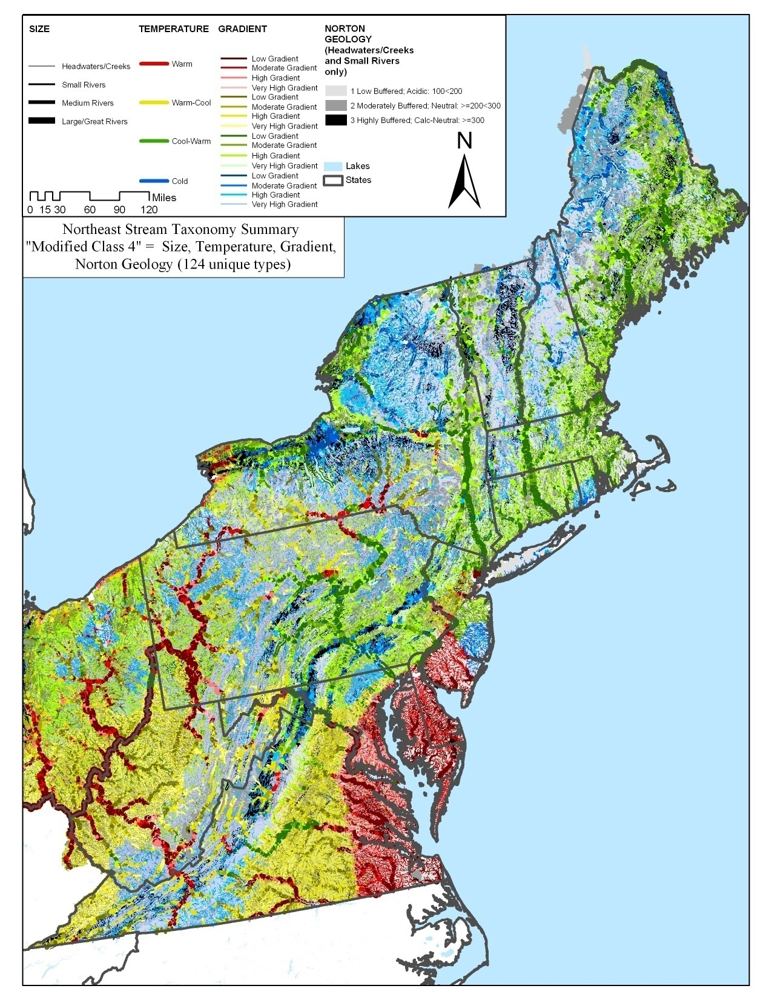 SIZE
Headwaters/Creeks
Small Rivers
Medium Rivers
Large/Great Rivers
0 15 30 60 90 120
Miles
TEMPERATURE
Warm
Warm-Cool
Cool-Warm
Cold
GRADIENT
Low Gradient
Moderate Gradient
High Gradient
Very High Gradient
Low Gradient
Moderate Gradient
High Gradient
Very High Gradient
Low Gradient
Moderate Gradient
High Gradient
Very High Gradient
Low Gradient
Moderate Gradient
High Gradient
Very High Gradient
NORTON
GEOLOGY
(Headwaters/Creeks
and Small Rivers
only)
1 Low Buffered; Acidic: 100<200
2 Moderately Buffered; Neutral: >=200<300
3 Highly Buffered; Calc-Neutral: >=300
N
Lakes
States
Northeast Stream Taxonomy Summary
"Modified Class 4" = Size, Temperature, Gradient,
Norton Geology (124 unique types)